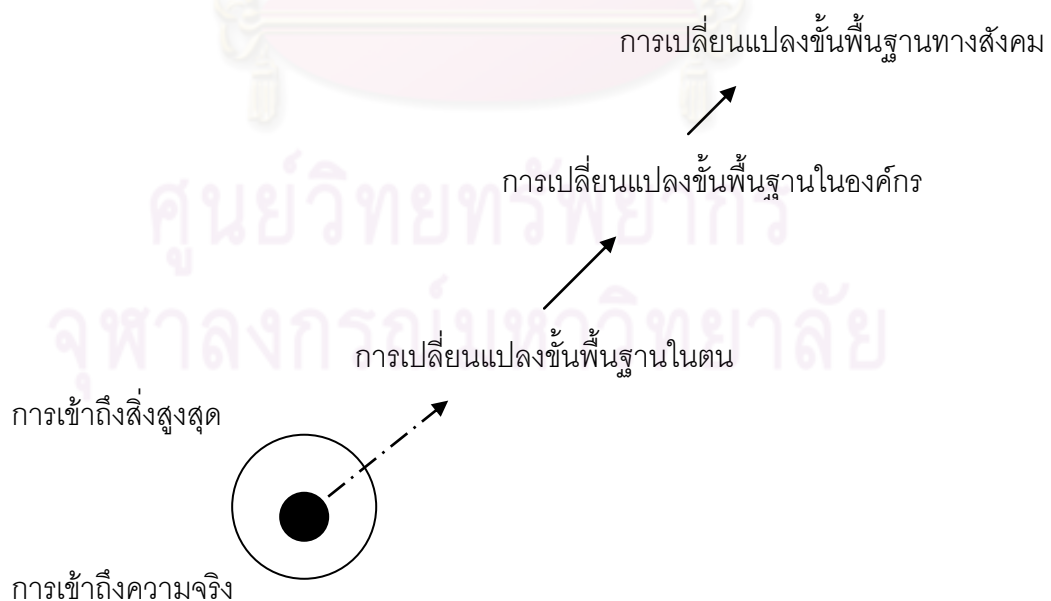 การเปลี่ยนแปลงขั้นพื้นฐานทางสังคม
การเปลี่ยนแปลงขั้นพื้นฐานในองค์กร
ศูนย์วิทยทรัพยากร
จุฬาลงกรณ์มหาวิทยาลัย
การเปลี่ยนแปลงขั้นพื้นฐานในตน
การเข้าถึงสิ่งสูงสุด
การเข้าถึงความจริง